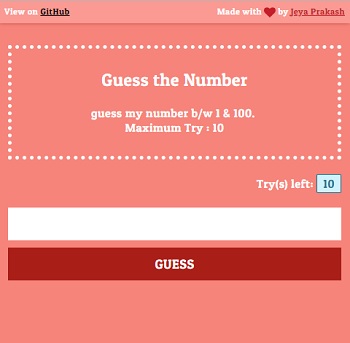 View on GitHub
Made with by Jeya Prakash
Guess the Number
guess my number b/w 1 & 100.
Maximum Try : 10
Try(s) left: 10
GUESS